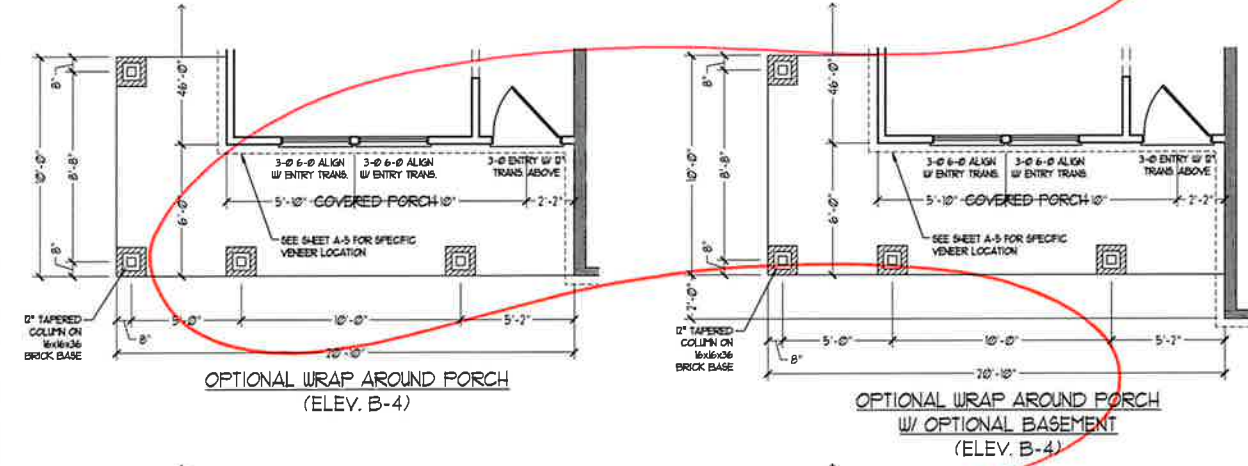 46'-0"
8"
10'-0"
8'-8"
8"
6'-0"
3-0 6-0 ALIGN
W/ ENTRY TRANS.
3-0 6-0 ALIGN
W/ ENTRY TRANS.
3-0 ENTRY W/ 12"
TRANS. ABOVE
5'-10" COVERED PORCH 10" 2'-2"
SEE SHEET A-5 FOR SPECIFIC
VENEER LOCATION
12" TAPERED
COLUMN ON
16x16x36
BRICK BASE
5'-0" 10'-0" 5'-2"
8"
20'-10"
OPTIONAL WRAP AROUND PORCH
(ELEV. B-4)
46'-0"
8"
10'-0"
8'-8"
8"
6'-0"
2'-0"
3-0 6-0 ALIGN
W/ ENTRY TRANS.
3-0 6-0 ALIGN
W/ ENTRY TRANS.
3-0 ENTRY W/ 12"
TRANS. ABOVE
5'-10" COVERED PORCH 10" 2'-2"
SEE SHEET A-5 FOR SPECIFIC
VENEER LOCATION
12" TAPERED
COLUMN ON
16x16x36
BRICK BASE
5'-0" 10'-0" 5'-2"
8"
20'-10"
OPTIONAL WRAP AROUND PORCH
W/ OPTIONAL BASEMENT
(ELEV. B-4)